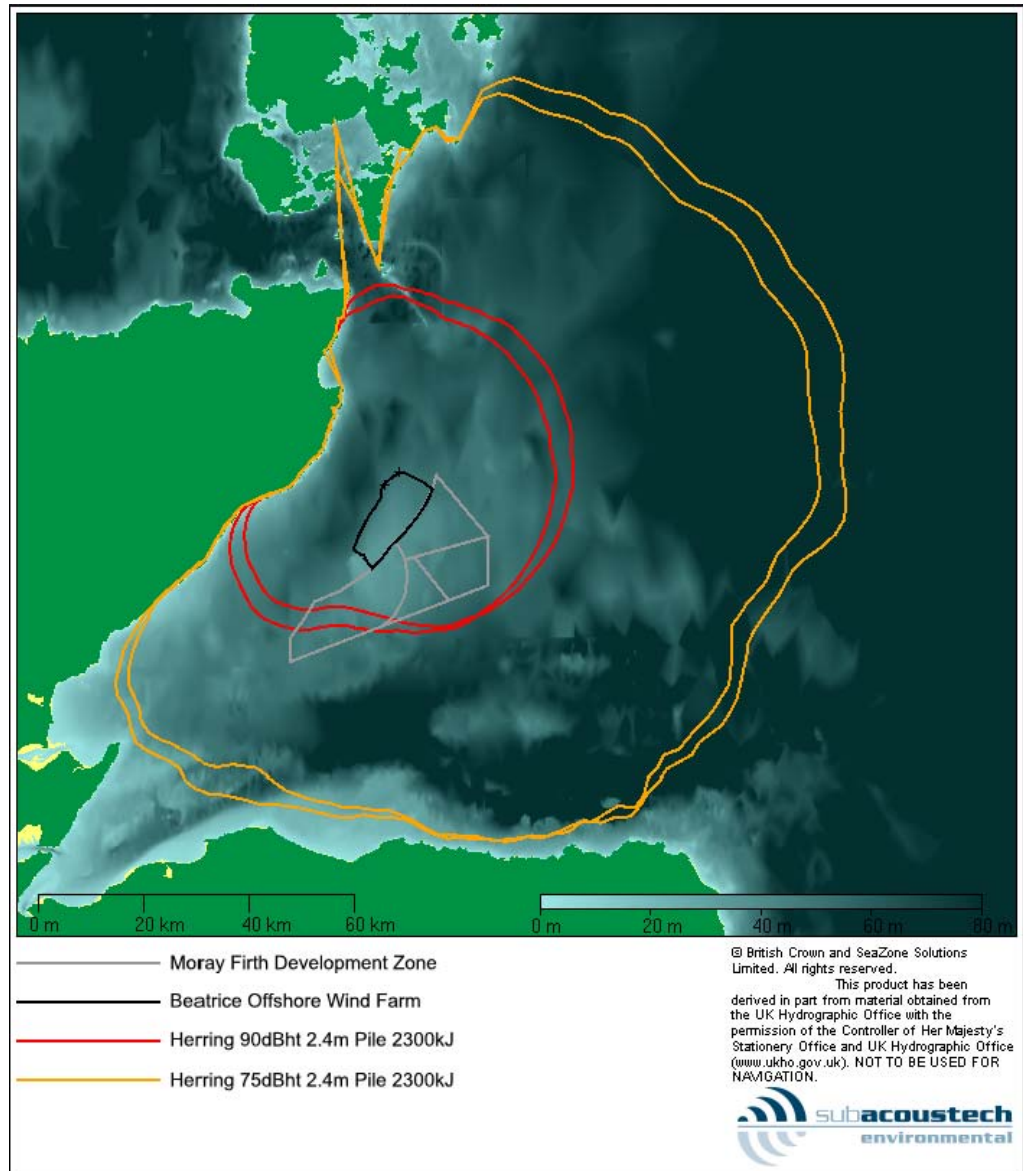 0 m 20 km 40 km 60 km 0 m 20 m 40 m 60 m 80 m
Moray Firth Development Zone
Beatrice Offshore Wind Farm
Herring 90dBht 2.4m Pile 2300kJ
Herring 75dBht 2.4m Pile 2300kJ
© British Crown and SeaZone Solutions
Limited. All rights reserved.
This product has been
derived in part from material obtained from
the UK Hydrographic Office with the
permission of the Controller of Her Majesty's
Stationery Office and UK Hydrographic Office
(www.ukho.gov.uk). NOT TO BE USED FOR
NAVIGATION.
subacoustech
environmental